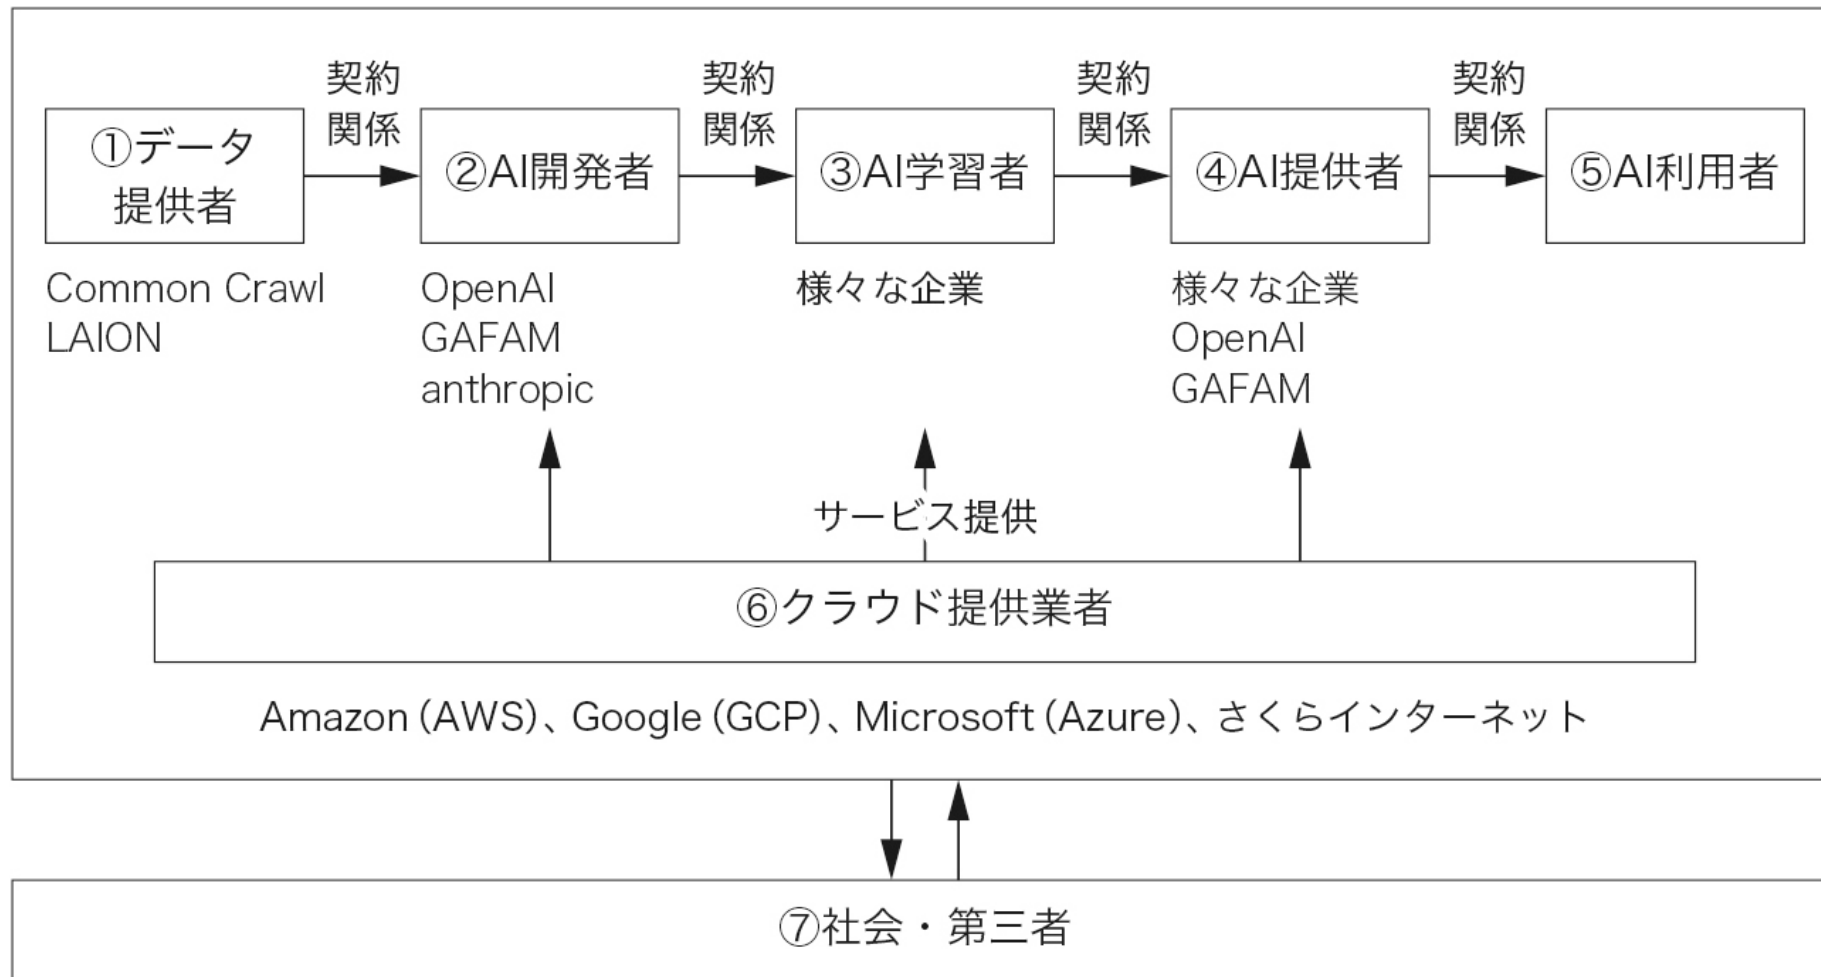 契約
関係
契約
関係
契約
関係
契約
関係
①データ
提供者
②AI開発者
③AI学習者
④AI提供者
⑤AI利用者
Common Crawl
LAION
OpenAI
GAFAM
anthropic
様々な企業
様々な企業
OpenAI
GAFAM
サービス提供
⑥クラウド提供業者
Amazon（AWS）、Google（GCP）、Microsoft（Azure）、さくらインターネット
⑦社会・第三者